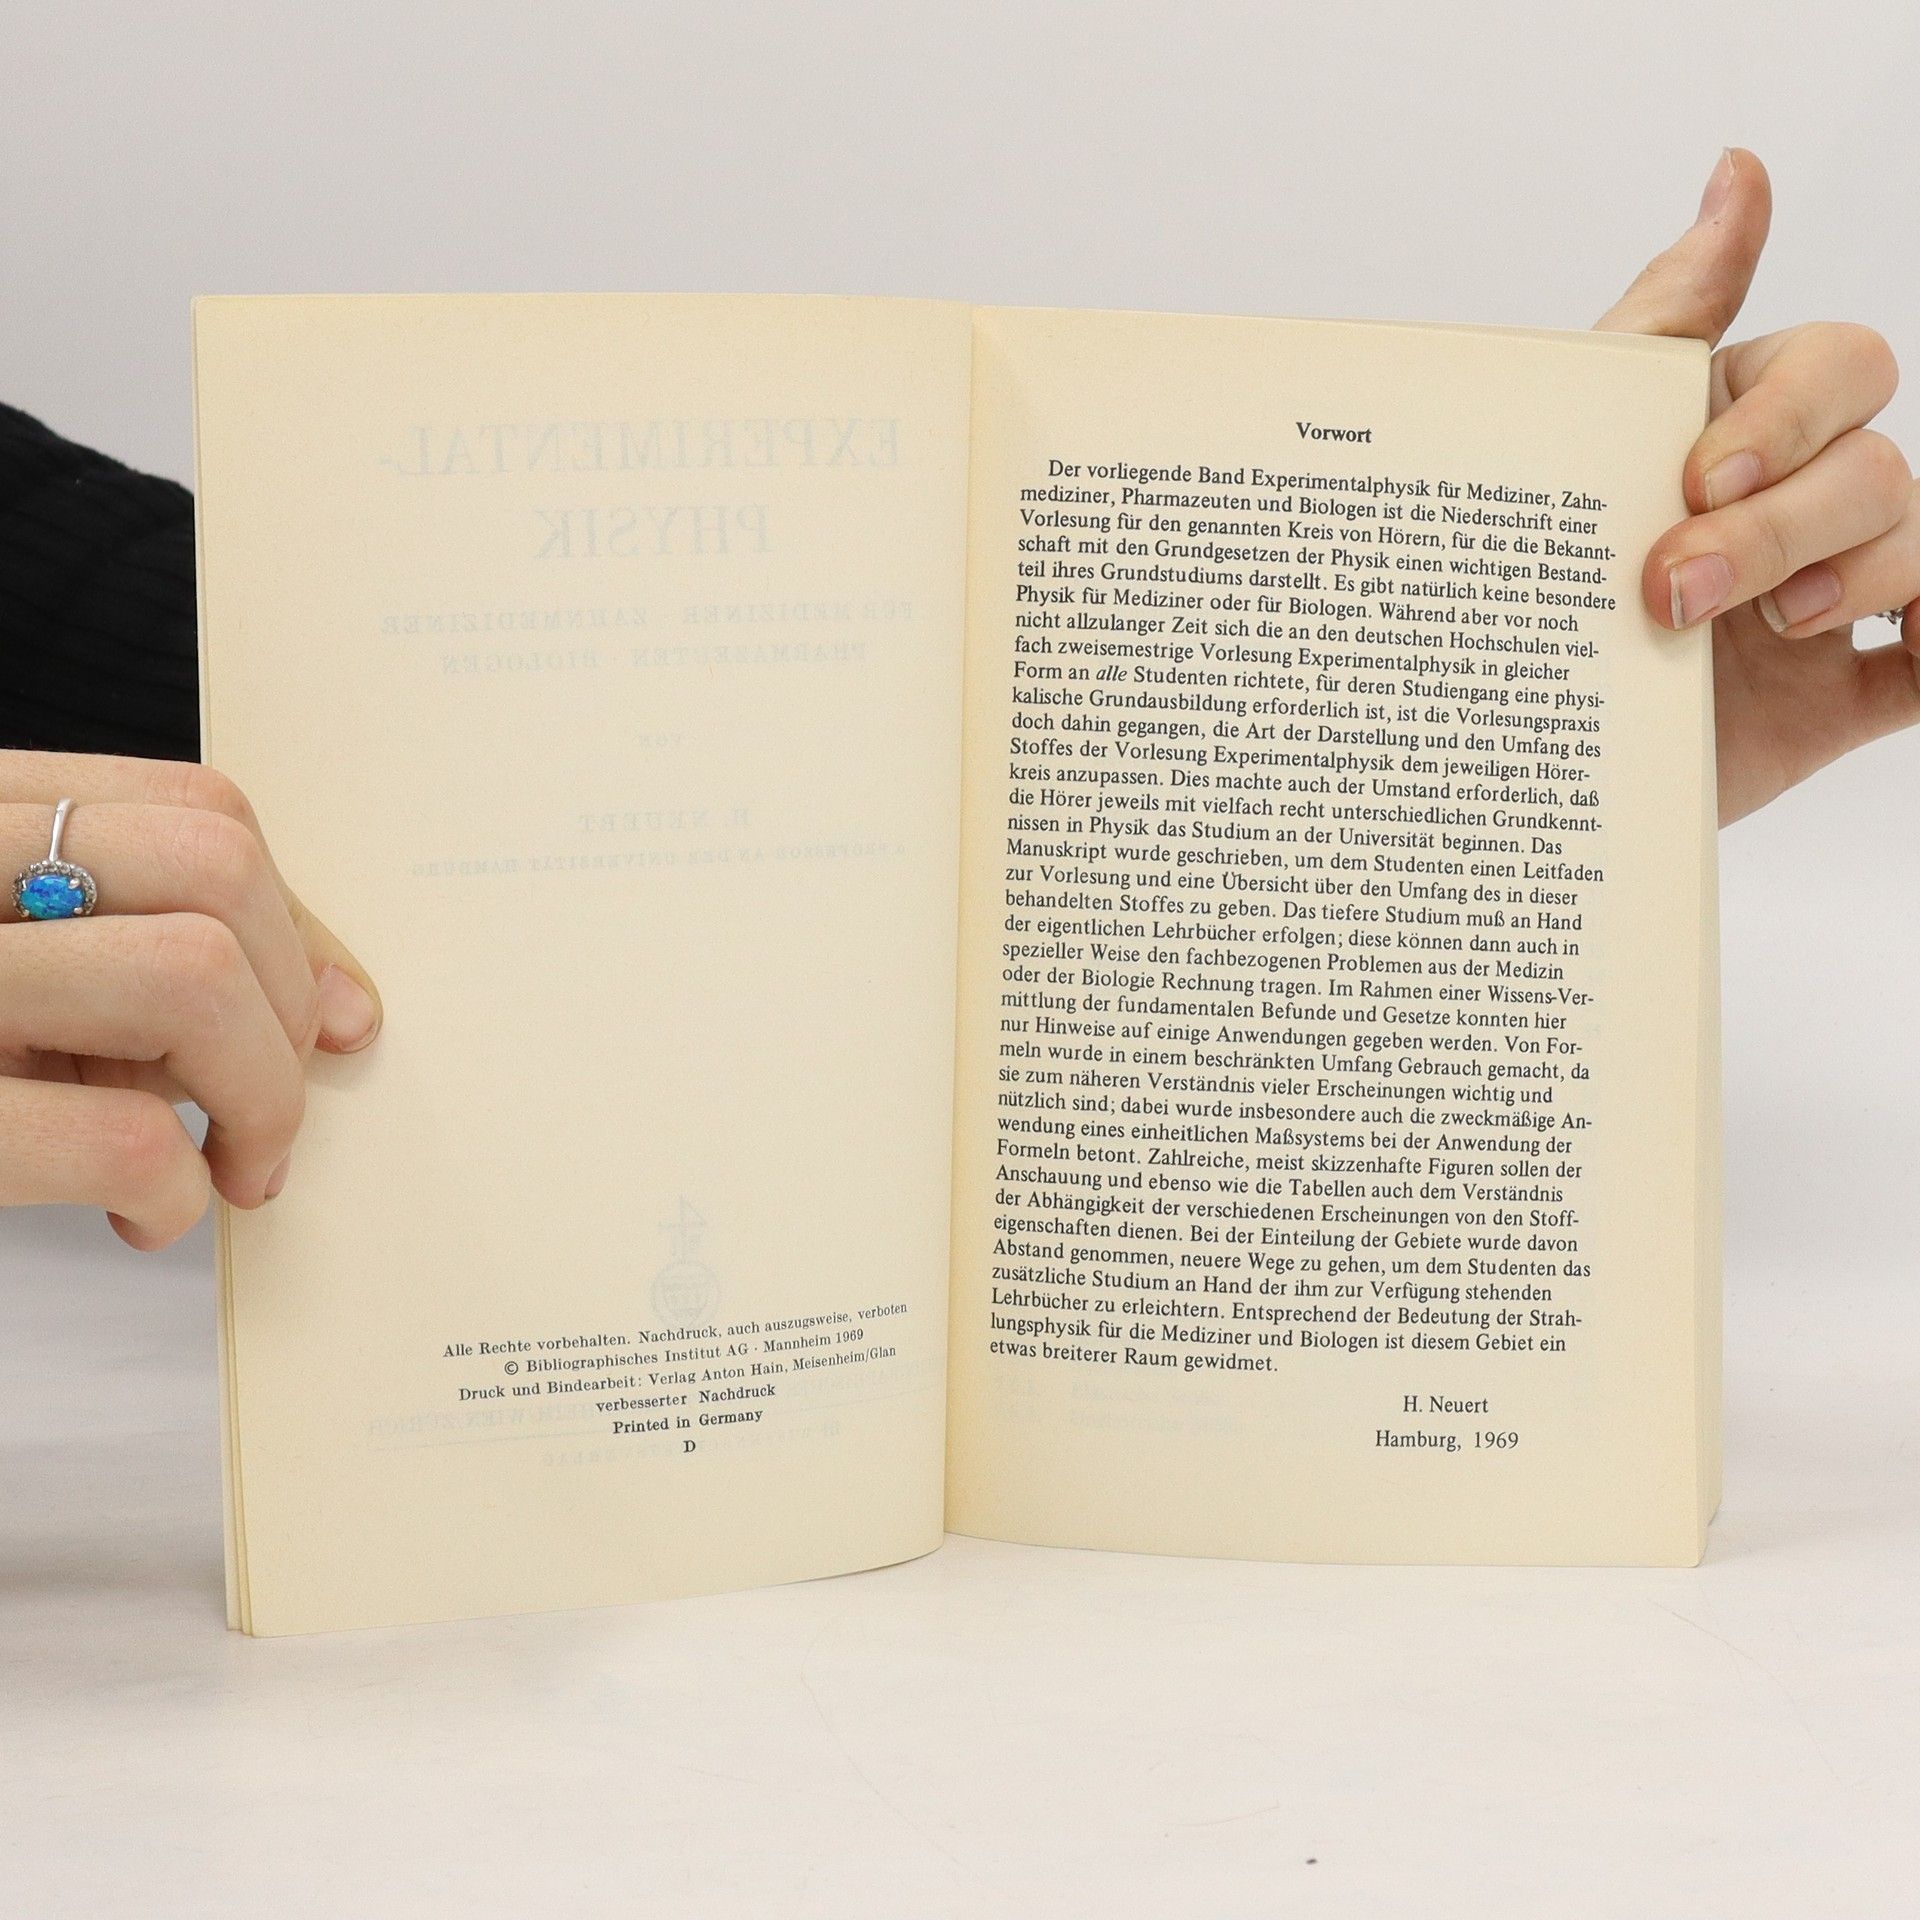 Alle Rechte vorbehalten. Nachdruck, auch auszugsweise, verboten
© Bibliographisches Institut AG · Mannheim 1969
Druck und Bindearbeit: Verlag Anton Hain, Meisenheim/Glan
verbesserter Nachdruck
Printed in Germany
D
Vorwort
Der vorliegende Band Experimentalphysik für Mediziner, Zahn-
mediziner, Pharmazeuten und Biologen ist die Niederschrift einer
Vorlesung für den genannten Kreis von Hörern, für die die Bekannt-
schaft mit den Grundgesetzen der Physik einen wichtigen Bestand-
teil ihres Grundstudiums darstellt. Es gibt natürlich keine besondere
Physik für Mediziner oder für Biologen. Während aber vor noch
nicht allzulanger Zeit sich die an den deutschen Hochschulen viel-
fach zweisemestrige Vorlesung Experimentalphysik in gleicher
Form an alle Studenten richtete, für deren Studiengang eine physi-
kalische Grundausbildung erforderlich ist, ist die Vorlesungspraxis
doch dahin gegangen, die Art der Darstellung und den Umfang des
Stoffes der Vorlesung Experimentalphysik dem jeweiligen Hörer-
kreis anzupassen. Dies machte auch der Umstand erforderlich, daß
die Hörer jeweils mit vielfach recht unterschiedlichen Grundkennt-
nissen in Physik das Studium an der Universität beginnen. Das
Manuskript wurde geschrieben, um dem Studenten einen Leitfaden
zur Vorlesung und eine Übersicht über den Umfang des in dieser
behandelten Stoffes zu geben. Das tiefere Studium muß an Hand
der eigentlichen Lehrbücher erfolgen; diese können dann auch in
spezieller Weise den fachbezogenen Problemen aus der Medizin
oder der Biologie Rechnung tragen. Im Rahmen einer Wissens-Ver-
mittlung der fundamentalen Befunde und Gesetze konnten hier
nur Hinweise auf einige Anwendungen gegeben werden. Von For-
meln wurde in einem beschränkten Umfang Gebrauch gemacht, da
sie zum näheren Verständnis vieler Erscheinungen wichtig und
nützlich sind; dabei wurde insbesondere auch die zweckmäßige An-
wendung eines einheitlichen Maßsystems bei der Anwendung der
Formeln betont. Zahlreiche, meist skizzenhafte Figuren sollen der
Anschauung und ebenso wie die Tabellen auch dem Verständnis
der Abhängigkeit der verschiedenen Erscheinungen von den Stoff-
eigenschaften dienen. Bei der Einteilung der Gebiete wurde davon
Abstand genommen, neuere Wege zu gehen, um dem Studenten das
zusätzliche Studium an Hand der ihm zur Verfügung stehenden
Lehrbücher zu erleichtern. Entsprechend der Bedeutung der Strah-
lungsphysik für die Mediziner und Biologen ist diesem Gebiet ein
etwas breiterer Raum gewidmet.
H. Neuert
Hamburg, 1969